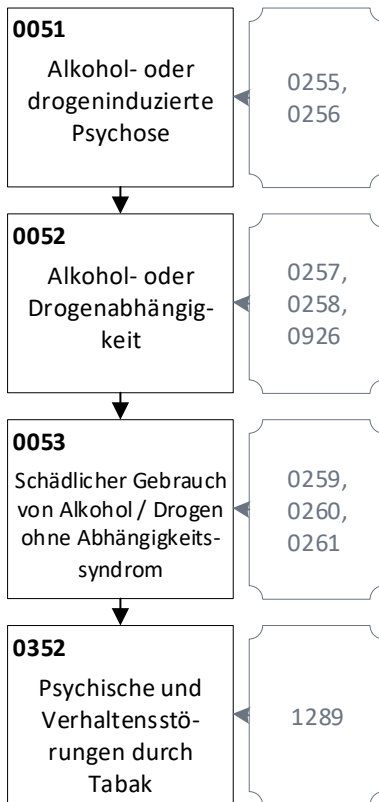 0051
Alkohol- oder
drogeninduzierte
Psychose
0255,
0256
0052
Alkohol- oder
Drogenabhängig-
keit
0257,
0258,
0926
0053
Schädlicher Gebrauch
von Alkohol / Drogen
ohne Abhängigkeits-
syndrom
0259,
0260,
0261
0352
Psychische und
Verhaltensstö-
rungen durch
Tabak
1289